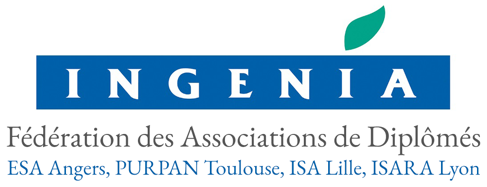 INGENIA
Fédération des Associations de Diplômés
ESA Angers, PURPAN Toulouse, ISA Lille, ISARA Lyon